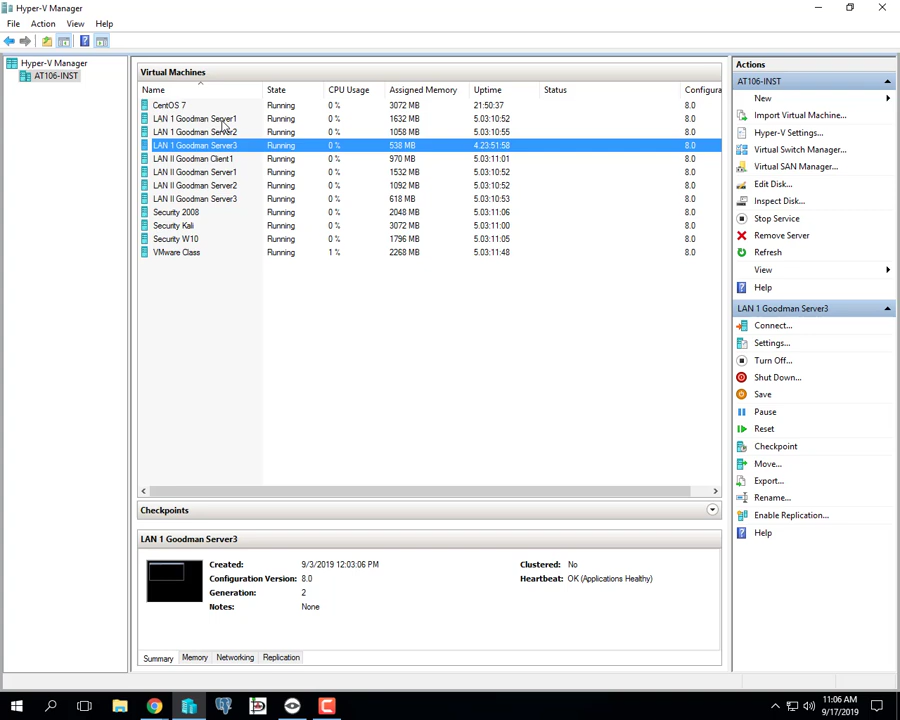 Hyper-V Manager
File Action View Help
Hyper-V Manager
AT106-INST
Virtual Machines
Name State CPU Usage Assigned Memory Uptime Status Configura
CentOS 7 Running 0 % 3072 MB 21:50:37 8.0
LAN 1 Goodman Server1 Running 0 % 1632 MB 5.03:10:52 8.0
LAN 1 Goodman Server2 Running 0 % 1058 MB 5.03:10:55 8.0
LAN 1 Goodman Server3 Running 0 % 538 MB 4.23:51:58 8.0
LAN II Goodman Client1 Running 0 % 970 MB 5.03:11:01 8.0
LAN II Goodman Server1 Running 0 % 1532 MB 5.03:10:52 8.0
LAN II Goodman Server2 Running 0 % 1092 MB 5.03:10:54 8.0
LAN II Goodman Server3 Running 0 % 618 MB 5.03:10:53 8.0
Security 2008 Running 0 % 2048 MB 5.03:11:06 8.0
Security Kali Running 0 % 3072 MB 5.03:11:00 8.0
Security W10 Running 0 % 1796 MB 5.03:11:05 8.0
VMware Class Running 1 % 2268 MB 5.03:11:48 8.0
Checkpoints
LAN 1 Goodman Server3
Created: 9/3/2019 12:03:06 PM Clustered: No
Configuration Version: 8.0 Heartbeat: OK (Applications Healthy)
Generation: 2
Notes: None
Summary Memory Networking Replication
Actions
AT106-INST
New
Import Virtual Machine...
Hyper-V Settings...
Virtual Switch Manager...
Virtual SAN Manager...
Edit Disk...
Inspect Disk...
Stop Service
Remove Server
Refresh
View
Help
LAN 1 Goodman Server3
Connect...
Settings...
Turn Off...
Shut Down...
Save
Pause
Reset
Checkpoint
Move...
Export...
Rename...
Enable Replication...
Help
11:06 AM
9/17/2019